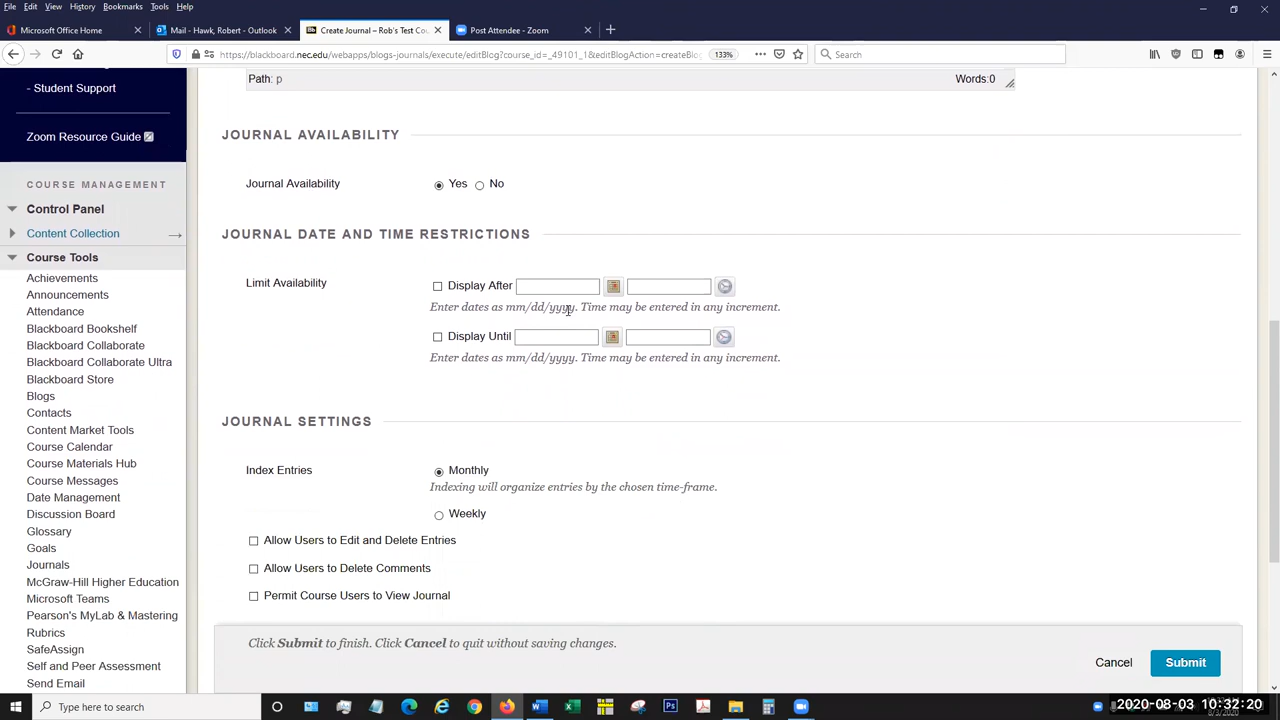 File Edit View History Bookmarks Tools Help
Microsoft Office Home
Mail - Hawk, Robert - Outlook
Bb Create Journal – Rob's Test Cou
Post Attendee - Zoom
https://blackboard.nec.edu/webapps/blogs-journals/execute/editBlog?course_id=_49101_1&editBlogAction=createBlo
133%
Search
- Student Support
Zoom Resource Guide
COURSE MANAGEMENT
Control Panel
Content Collection
Course Tools
Achievements
Announcements
Attendance
Blackboard Bookshelf
Blackboard Collaborate
Blackboard Collaborate Ultra
Blackboard Store
Blogs
Contacts
Content Market Tools
Course Calendar
Course Materials Hub
Course Messages
Date Management
Discussion Board
Glossary
Goals
Journals
McGraw-Hill Higher Education
Microsoft Teams
Pearson's MyLab & Mastering
Rubrics
SafeAssign
Self and Peer Assessment
Send Email
Path: p
Words:0
JOURNAL AVAILABILITY
Journal Availability
Yes No
JOURNAL DATE AND TIME RESTRICTIONS
Limit Availability
Display After
Enter dates as mm/dd/yyyy. Time may be entered in any increment.
Display Until
Enter dates as mm/dd/yyyy. Time may be entered in any increment.
JOURNAL SETTINGS
Index Entries
Monthly
Indexing will organize entries by the chosen time-frame.
Weekly
Allow Users to Edit and Delete Entries
Allow Users to Delete Comments
Permit Course Users to View Journal
Click Submit to finish. Click Cancel to quit without saving changes.
Cancel Submit
Type here to search
2020-08-03 10:32:20